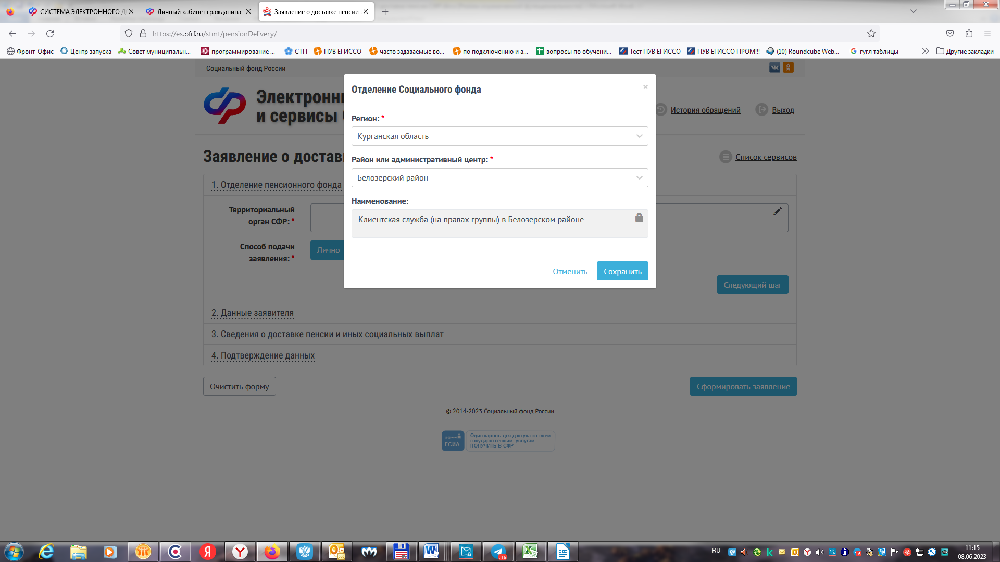 СИСТЕМА ЭЛЕКТРОННОГО Д
Личный кабинет гражданина
Заявление о доставке пенсии
https://es.pfrf.ru/stmt/pensionDelivery/
Фронт-Офис
Центр запуска
Совет муниципальн...
программирование ...
СТП
ПУВ ЕГИССО
часто задаваемые во...
по подключению и а...
вопросы по обучени...
Тест ПУВ ЕГИССО
ПУВ ЕГИССО ПРОМ!!!
(10) Roundcube Web...
гугл таблицы
Другие закладки
Социальный фонд России
Электронн
и сервисы
История обращений
Выход
Заявление о достав
Список сервисов
1. Отделение пенсионного фонда
Территориальный
орган СФР: *
Способ подачи
заявления: *
Лично
Отделение Социального фонда
×
Регион: *
Курганская область
Район или административный центр: *
Белозерский район
Наименование:
Клиентская служба (на правах группы) в Белозерском районе
Отменить
Сохранить
Следующий шаг
2. Данные заявителя
3. Сведения о доставке пенсии и иных социальных выплат
4. Подтверждение данных
Очистить форму
Сформировать заявление
© 2014-2023 Социальный фонд России
ЕСИА
Один пароль для доступа ко всем
государственным услугам
ПОЛУЧИТЬ В СФР
RU
11:15
08.06.2023